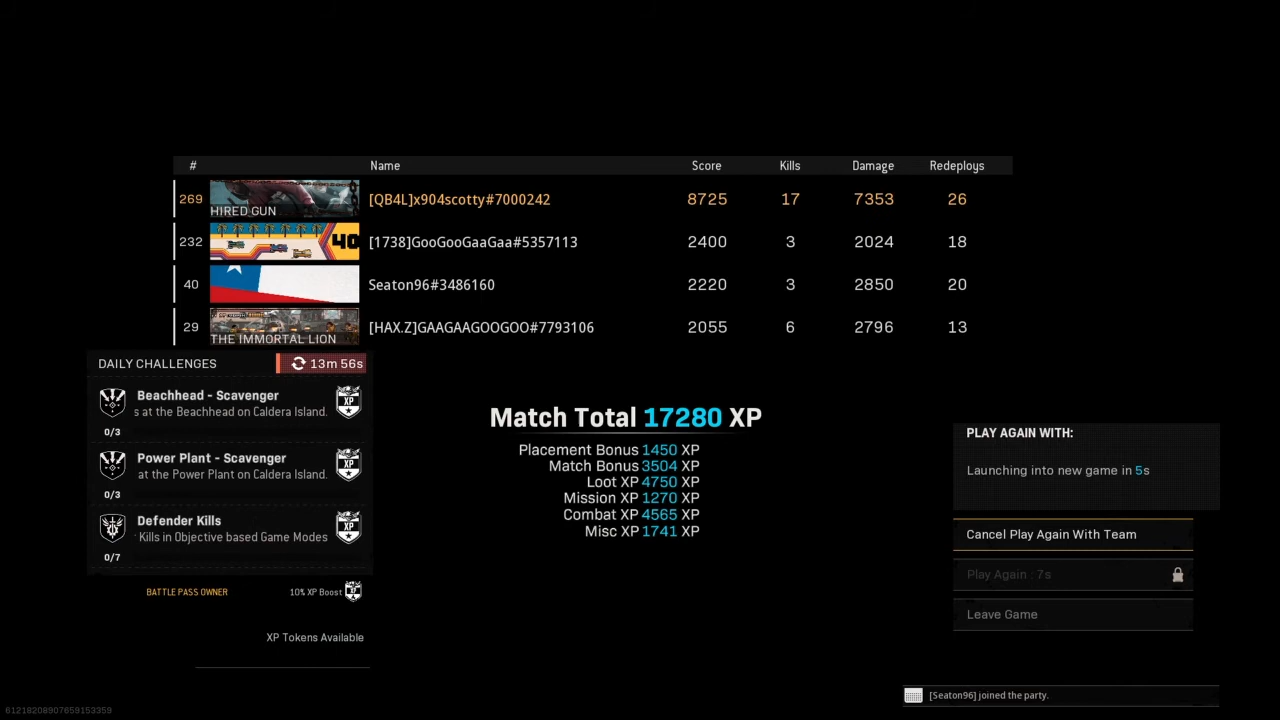 # Name Score Kills Damage Redeploys
269 HIRED GUN [QB4L]x904scotty#7000242 8725 17 7353 26
232 40 [1738]GooGooGaaGaa#5357113 2400 3 2024 18
40 Seaton96#3486160 2220 3 2850 20
29 THE IMMORTAL LION [HAX.Z]GAAGAAGOOGOO#7793106 2055 6 2796 13
DAILY CHALLENGES 13m 56s
Beachhead - Scavenger XP
s at the Beachhead on Caldera Island.
0/3
Power Plant - Scavenger XP
at the Power Plant on Caldera Island.
0/3
Defender Kills XP
Kills in Objective based Game Modes
0/7
BATTLE PASS OWNER 10% XP Boost
XP Tokens Available
Match Total 17280 XP
Placement Bonus 1450 XP
Match Bonus 3504 XP
Loot XP 4750 XP
Mission XP 1270 XP
Combat XP 4565 XP
Misc XP 1741 XP
PLAY AGAIN WITH:
Launching into new game in 5s
Cancel Play Again With Team
Play Again : 7s
Leave Game
[Seaton96] joined the party.
61218208907659153359